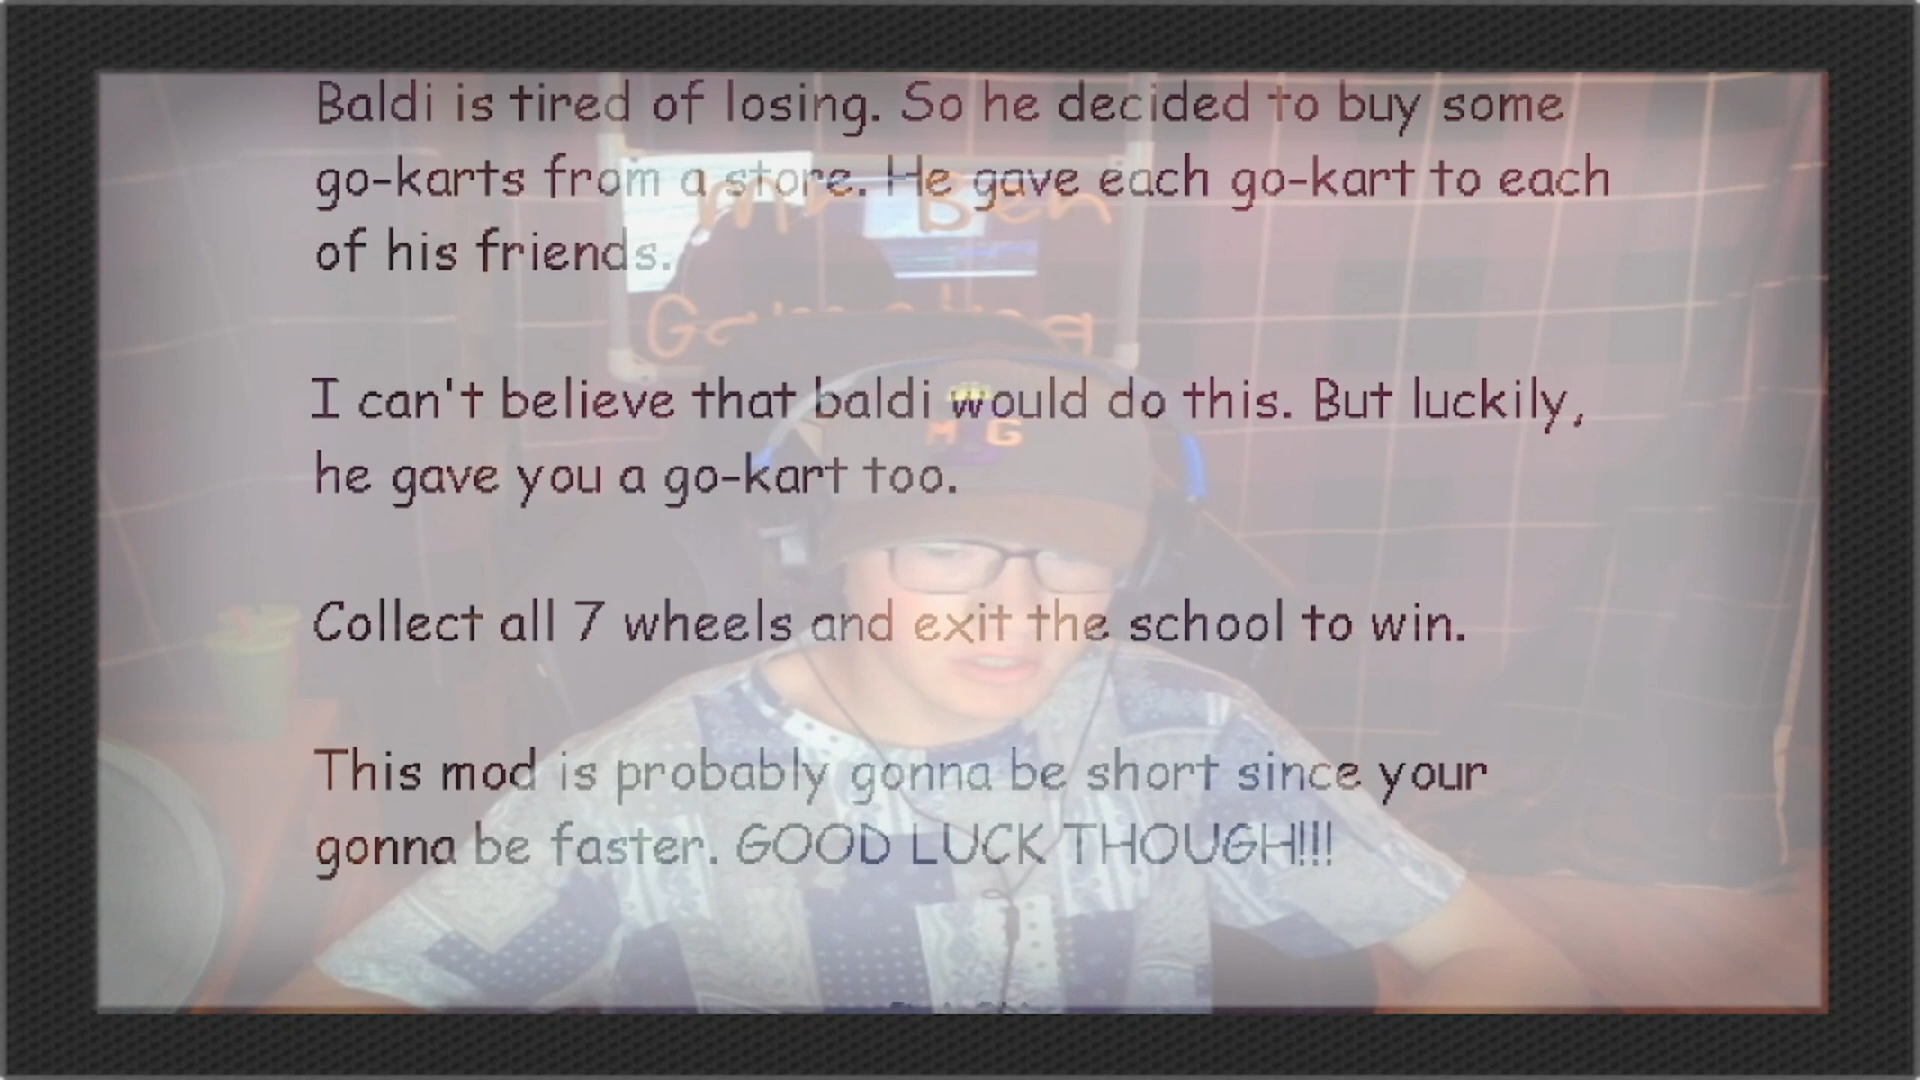 Baldi is tired of losing. So he decided to buy some
go-karts from a store. He gave each go-kart to each
of his friends.
Mr Ben
I can't believe that baldi would do this. But luckily,
M G
he gave you a go-kart too.
Collect all 7 wheels and exit the school to win.
This mod is probably gonna be short since your
gonna be faster. GOOD LUCK THOUGH!!!